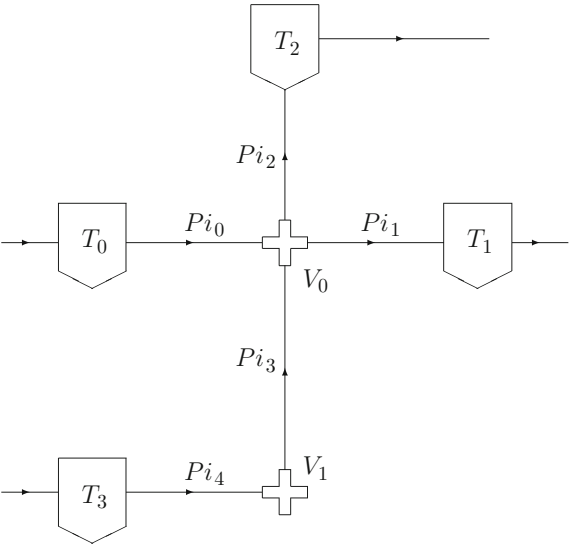 T₂
Pi₂
T₀
Pi₀
Pi₁
T₁
V₀
Pi₃
T₃
Pi₄
V₁